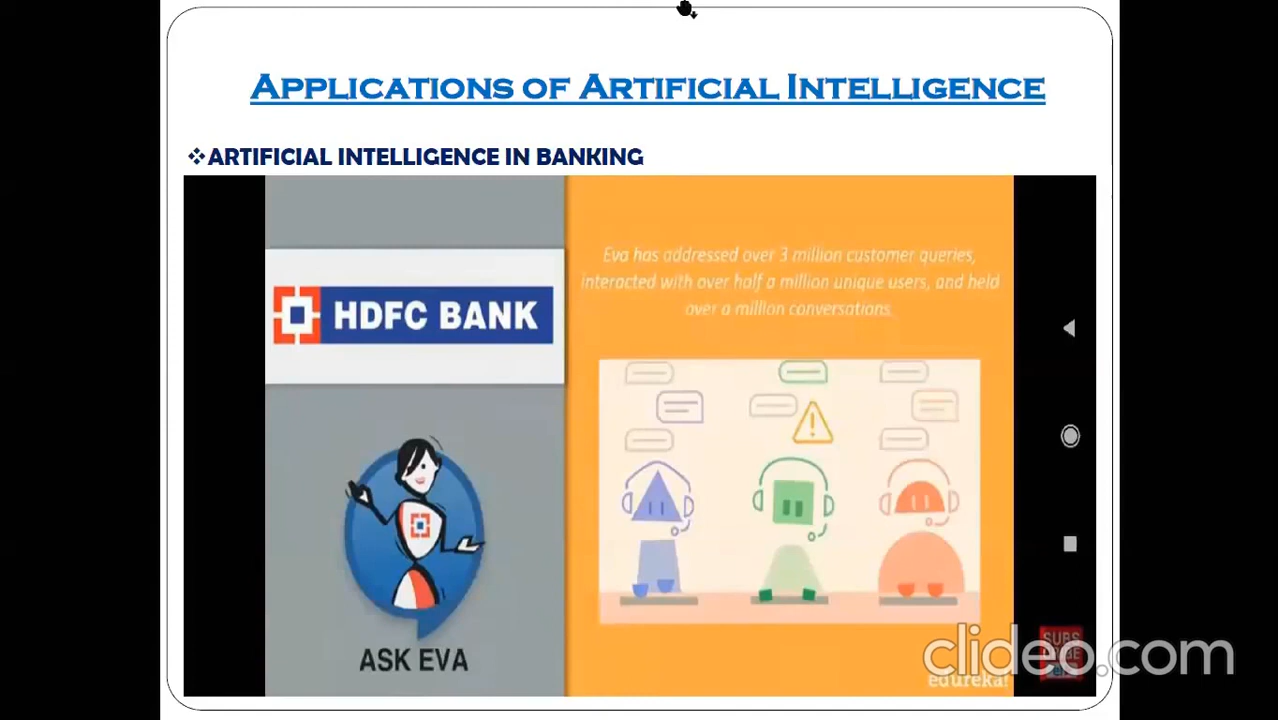 APPLICATIONS OF ARTIFICIAL INTELLIGENCE
❖ARTIFICIAL INTELLIGENCE IN BANKING
HDFC BANK
Eva has addressed over 3 million customer queries,
interacted with over half a million unique users, and held
over a million conversations.
ASK EVA
clideo.com
edureka!